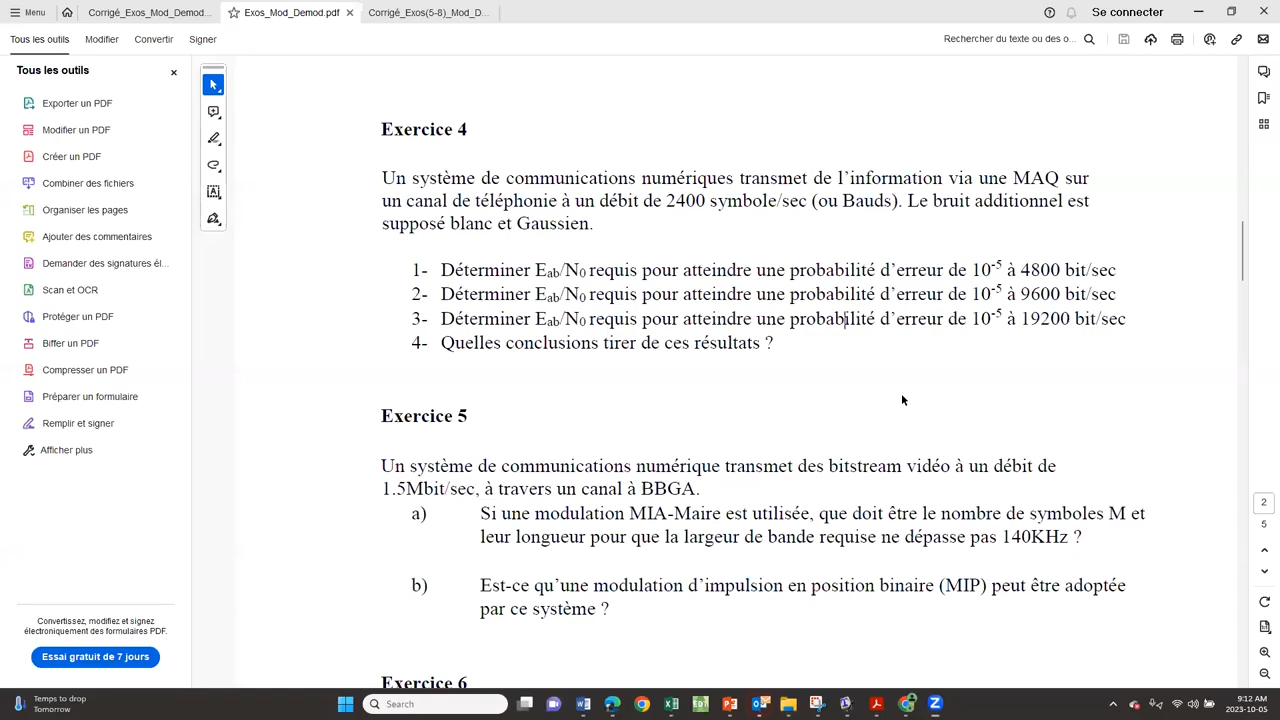 Menu
Corrigé_Exos_Mod_Demod...
Exos_Mod_Demod.pdf
Corrigé_Exos(5-8)_Mod_D...
Se connecter
Tous les outils
Modifier
Convertir
Signer
Rechercher du texte ou des o...
Tous les outils
Exporter un PDF
Modifier un PDF
Créer un PDF
Combiner des fichiers
Organiser les pages
Ajouter des commentaires
Demander des signatures él...
Scan et OCR
Protéger un PDF
Biffer un PDF
Compresser un PDF
Préparer un formulaire
Remplir et signer
Afficher plus
Convertissez, modifiez et signez
électroniquement des formulaires PDF.
Essai gratuit de 7 jours
Exercice 4
Un système de communications numériques transmet de l’information via une MAQ sur
un canal de téléphonie à un débit de 2400 symbole/sec (ou Bauds). Le bruit additionnel est
supposé blanc et Gaussien.
1- Déterminer Eab/N0 requis pour atteindre une probabilité d’erreur de 10-5 à 4800 bit/sec
2- Déterminer Eab/N0 requis pour atteindre une probabilité d’erreur de 10-5 à 9600 bit/sec
3- Déterminer Eab/N0 requis pour atteindre une probabilité d’erreur de 10-5 à 19200 bit/sec
4- Quelles conclusions tirer de ces résultats ?
Exercice 5
Un système de communications numérique transmet des bitstream vidéo à un débit de
1.5Mbit/sec, à travers un canal à BBGA.
a) Si une modulation MIA-Maire est utilisée, que doit être le nombre de symboles M et
leur longueur pour que la largeur de bande requise ne dépasse pas 140KHz ?
b) Est-ce qu’une modulation d’impulsion en position binaire (MIP) peut être adoptée
par ce système ?
Exercice 6
2
5
Temps to drop
Tomorrow
Search
9:12 AM
2023-10-05